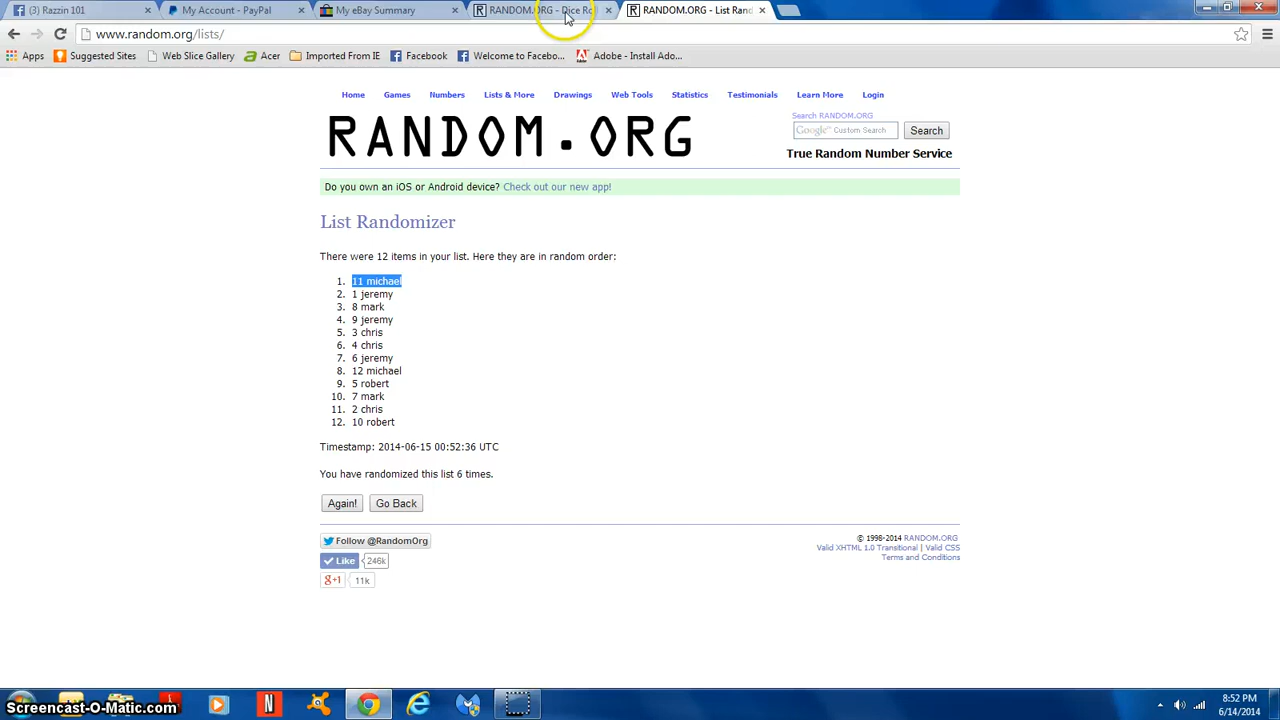 (3) Razzin 101
My Account - PayPal
My eBay Summary
RANDOM.ORG - Dice Ro
RANDOM.ORG - List Rand
www.random.org/lists/
Apps
Suggested Sites
Web Slice Gallery
Acer
Imported From IE
Facebook
Welcome to Facebo...
Adobe - Install Ado...
Home Games Numbers Lists & More Drawings Web Tools Statistics Testimonials Learn More Login
Search RANDOM.ORG
RANDOM.ORG
Google™ Custom Search
Search
True Random Number Service
Do you own an iOS or Android device? Check out our new app!
List Randomizer
There were 12 items in your list. Here they are in random order:
1. 11 michael
2. 1 jeremy
3. 8 mark
4. 9 jeremy
5. 3 chris
6. 4 chris
7. 6 jeremy
8. 12 michael
9. 5 robert
10. 7 mark
11. 2 chris
12. 10 robert
Timestamp: 2014-06-15 00:52:36 UTC
You have randomized this list 6 times.
Again!
Go Back
Follow @RandomOrg
Like 246k
g+1 11k
© 1998-2014 RANDOM.ORG
Valid XHTML 1.0 Transitional | Valid CSS
Terms and Conditions
Screencast-O-Matic.com
8:52 PM
6/14/2014